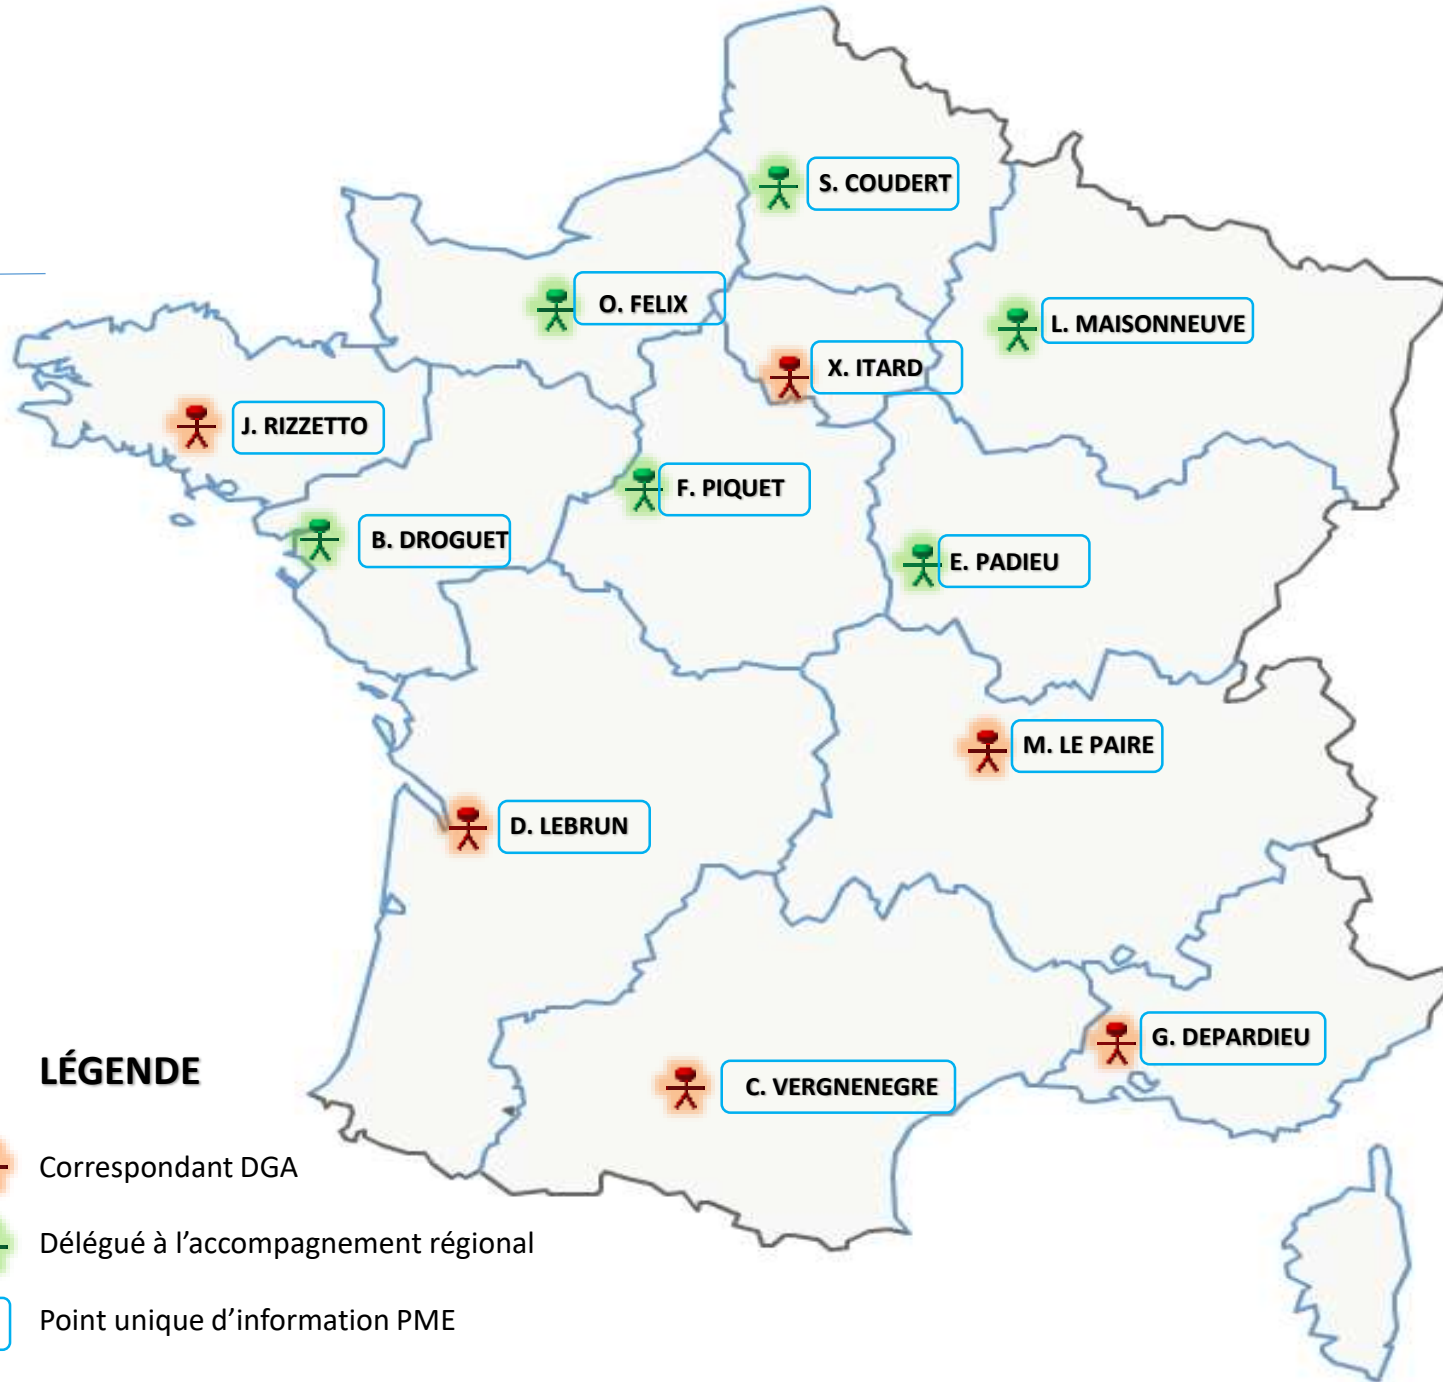 S. COUDERT
O. FELIX
L. MAISONNEUVE
X. ITARD
J. RIZZETTO
F. PIQUET
B. DROGUET
E. PADIEU
M. LE PAIRE
D. LEBRUN
G. DEPARDIEU
C. VERGNENEGRE
LÉGENDE
Correspondant DGA
Délégué à l’accompagnement régional
Point unique d’information PME